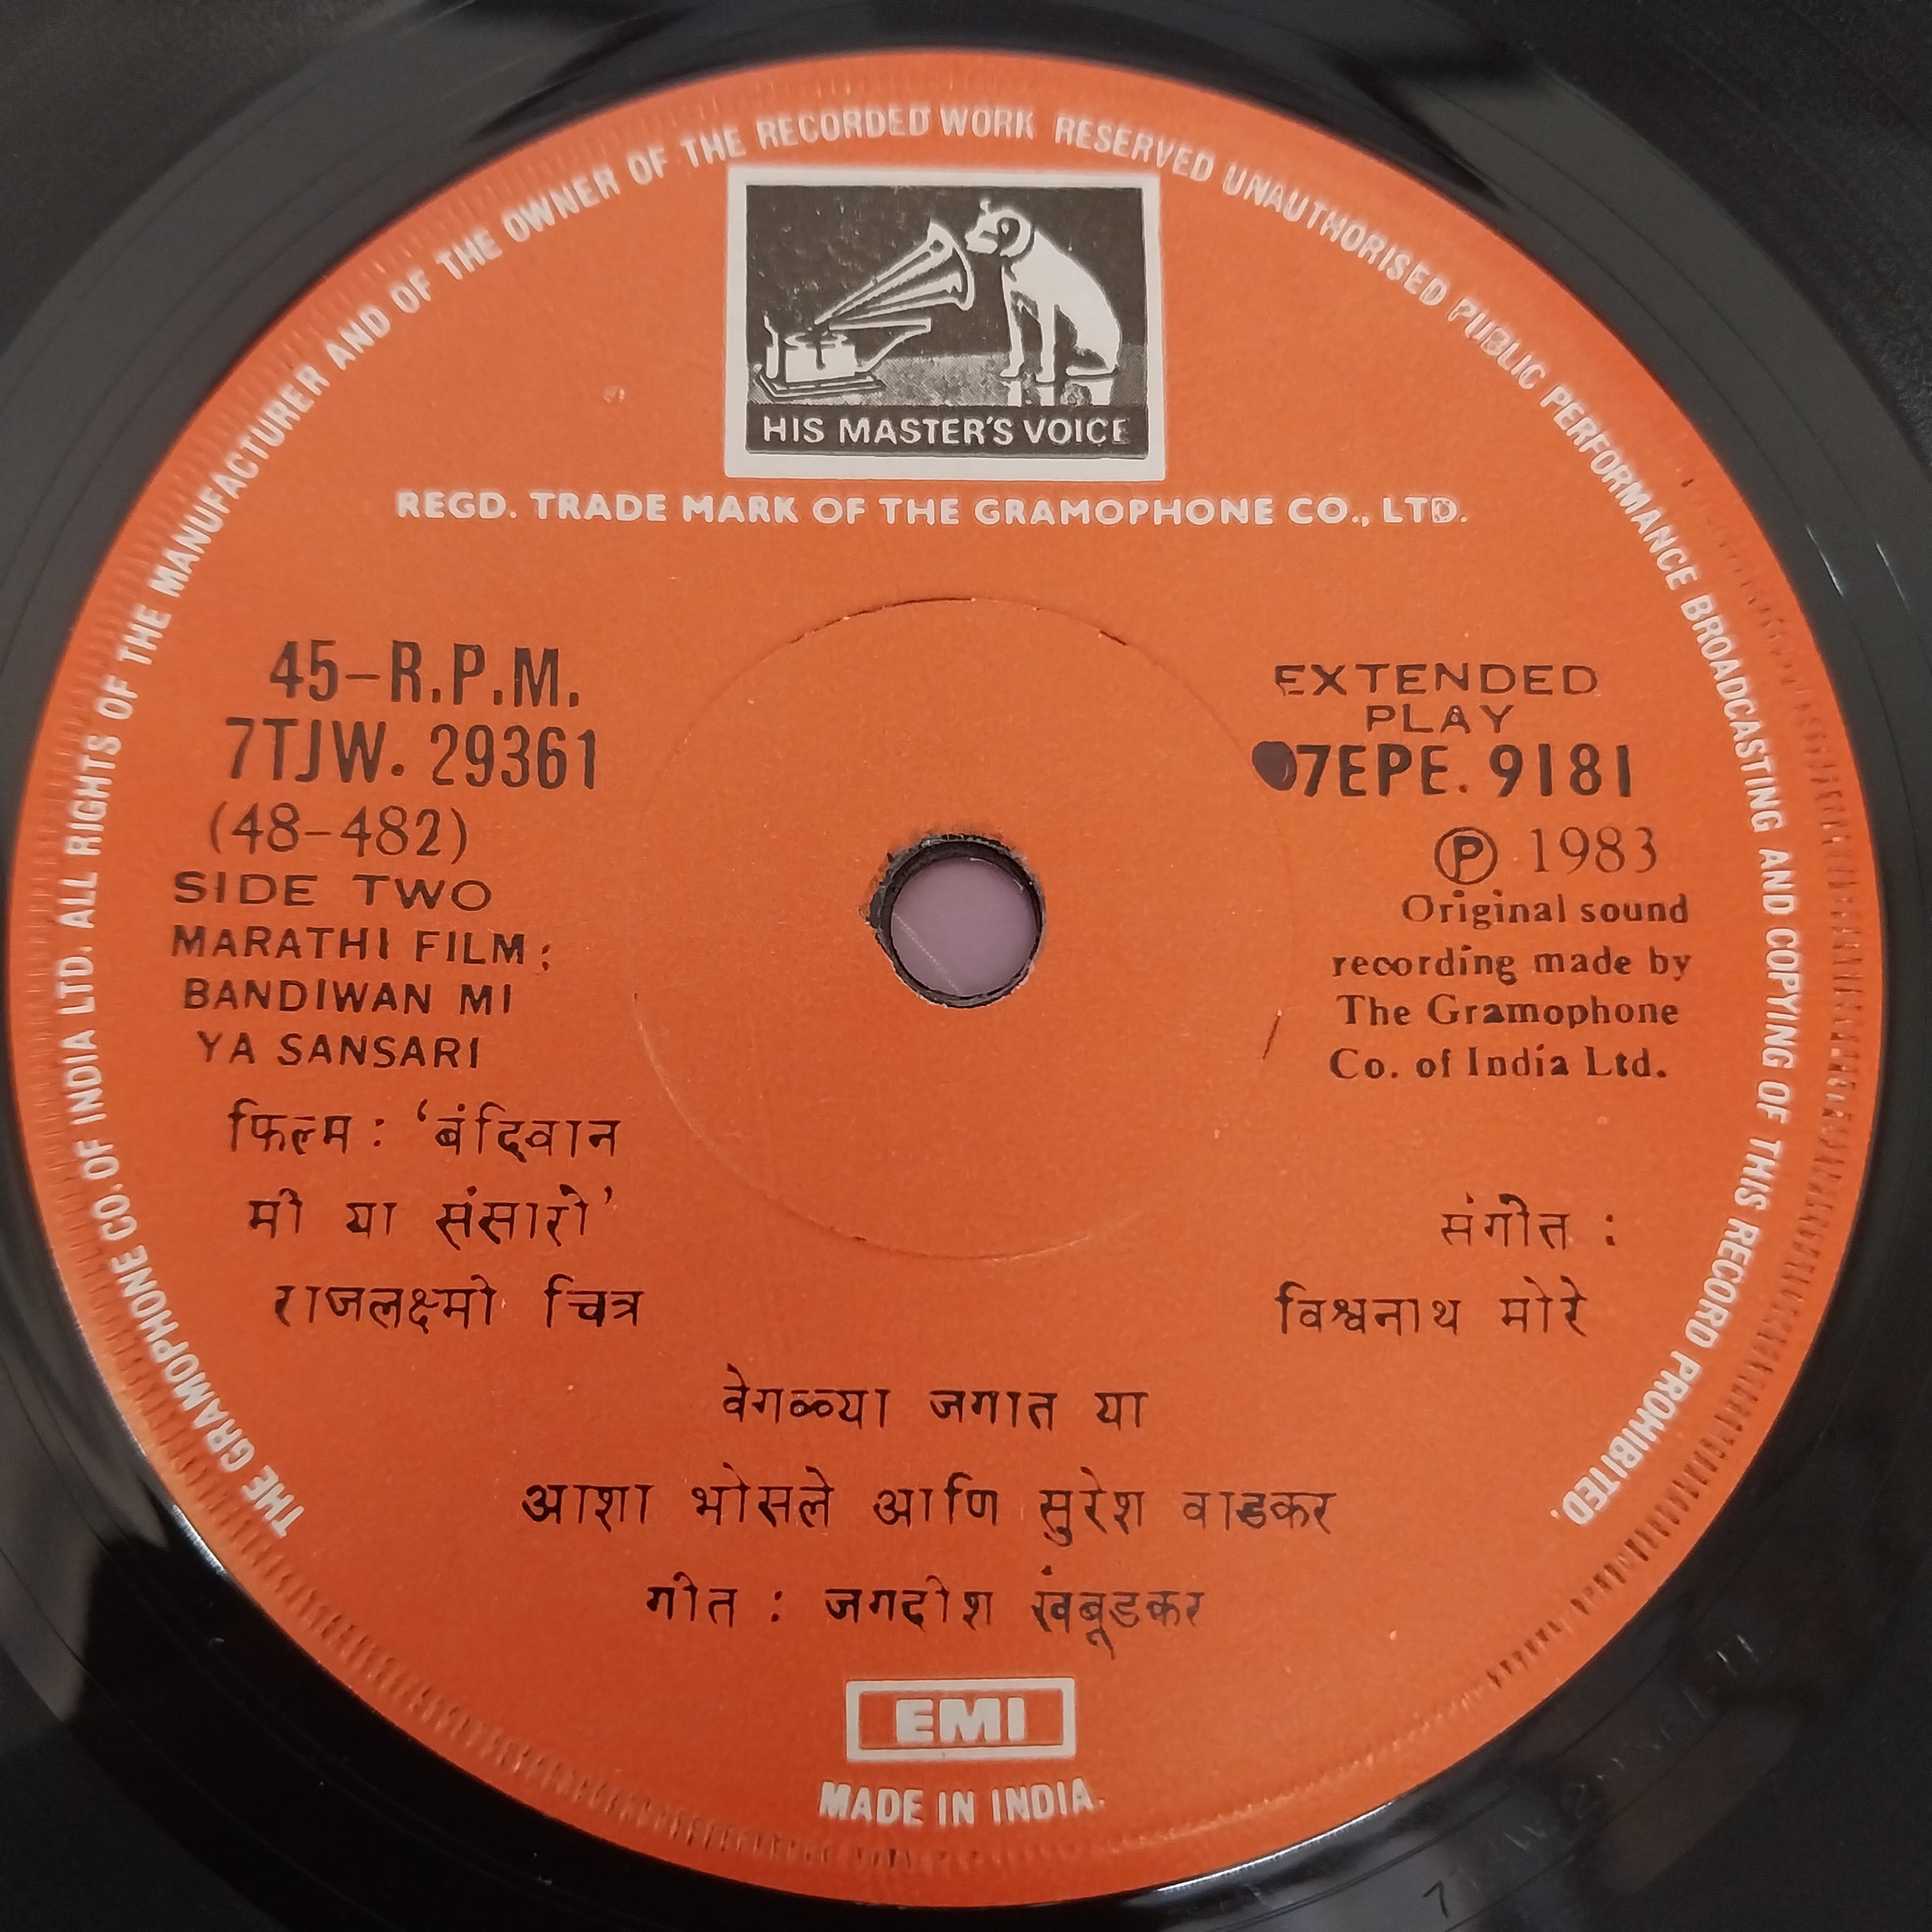 THE GRAMOPHONE CO. OF INDIA LTD. ALL RIGHTS OF THE MANUFACTURER AND OF THE OWNER OF THE RECORDED WORK RESERVED UNAUTHORISED PUBLIC PERFORMANCE BROADCASTING AND COPYING OF THIS RECORD PROHIBITED.
HIS MASTER'S VOICE
REGD. TRADE MARK OF THE GRAMOPHONE CO., LTD.
45-R.P.M.
7TJW. 29361
(48-482)
SIDE TWO
MARATHI FILM:
BANDIWAN MI
YA SANSARI
फिल्म : ‘बंदिवान
मी या संसारी’
राजलक्ष्मी चित्र
EXTENDED
PLAY
7EPE. 9181
Ⓟ 1983
Original sound
recording made by
The Gramophone
Co. of India Ltd.
संगीत :
विश्वनाथ मोरे
वेगळ्या जगात या
आशा भोसले आणि सुरेश वाडकर
गीत : जगदीश खंबूडकर
EMI
MADE IN INDIA.